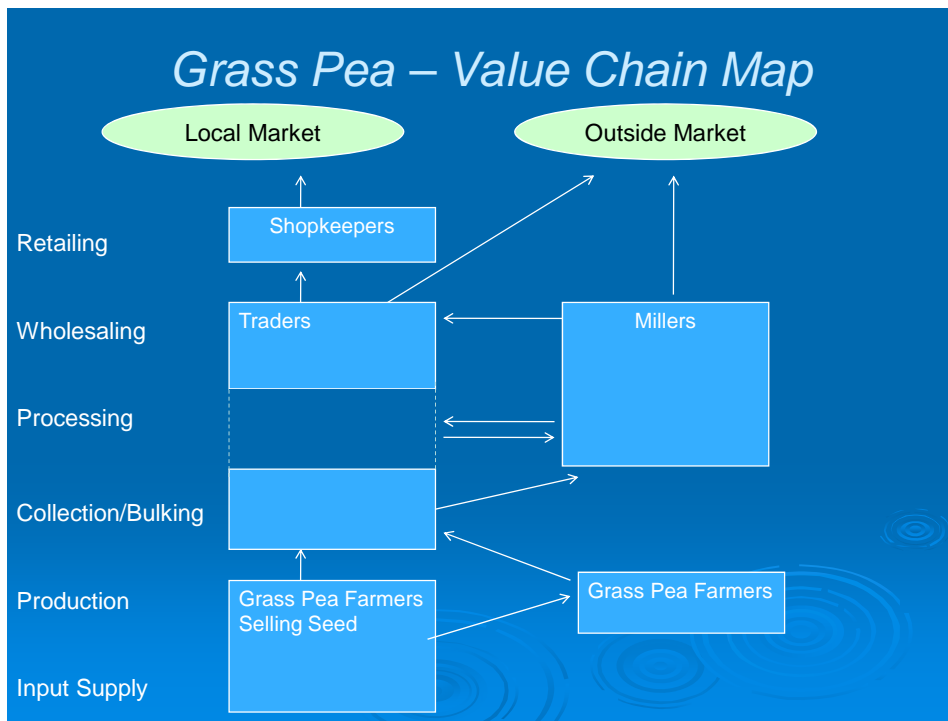 Grass Pea – Value Chain Map
Local Market
Outside Market
Retailing
Shopkeepers
Wholesaling
Traders
Millers
Processing
Collection/Bulking
Production
Grass Pea Farmers
Selling Seed
Grass Pea Farmers
Input Supply